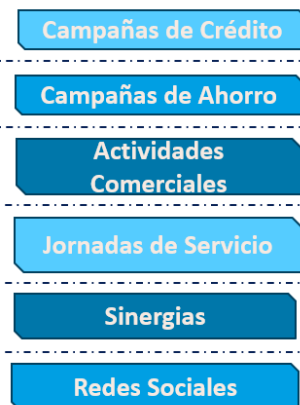 Campañas de Crédito
Campañas de Ahorro
Actividades
Comerciales
Jornadas de Servicio
Sinergias
Redes Sociales